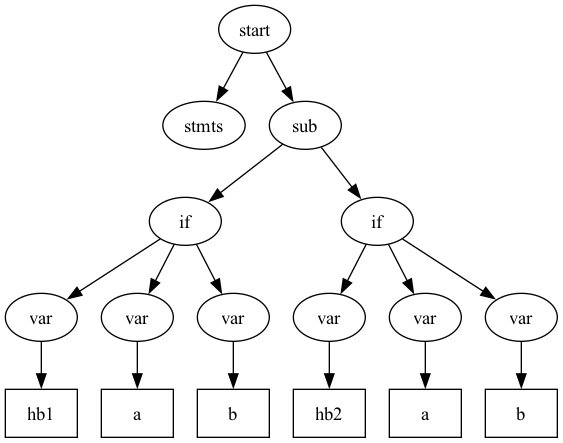 start
stmts sub
if if
var var var var var var
hb1 a b hb2 a b